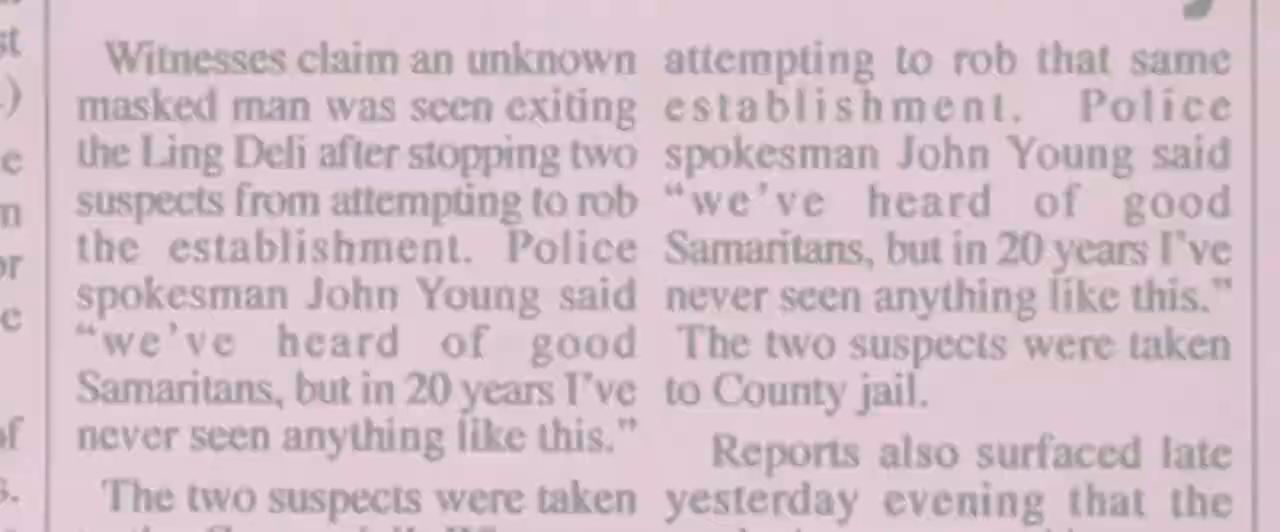 Witnesses claim an unknown
masked man was seen exiting
the Ling Deli after stopping two
suspects from attempting to rob
the establishment. Police
spokesman John Young said
“we’ve heard of good
Samaritans, but in 20 years I’ve
never seen anything like this.”
The two suspects were taken
attempting to rob that same
establishment. Police
spokesman John Young said
“we’ve heard of good
Samaritans, but in 20 years I’ve
never seen anything like this.”
The two suspects were taken
to County jail.
Reports also surfaced late
yesterday evening that the